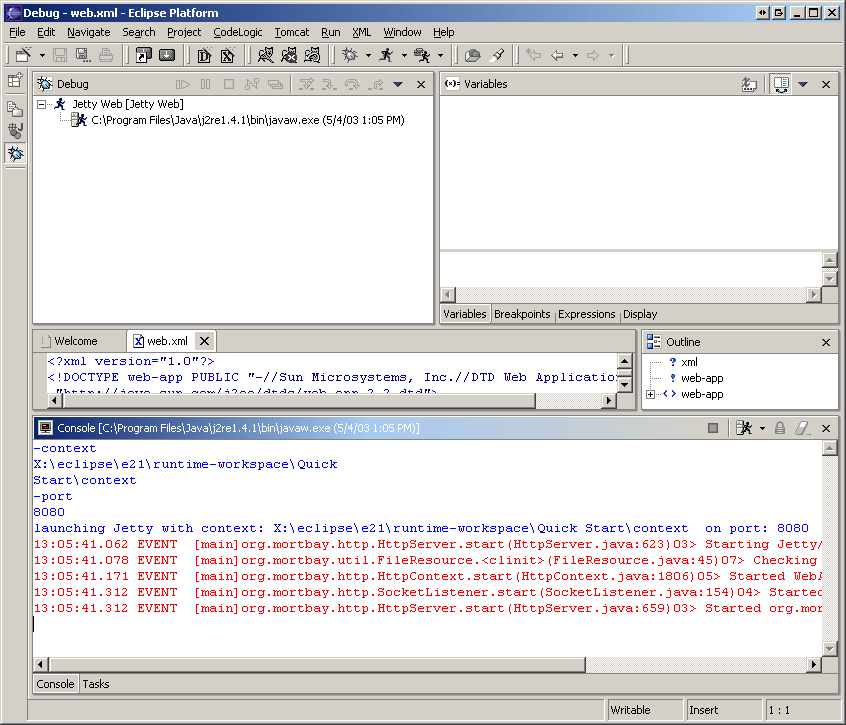 Debug - web.xml - Eclipse Platform
File Edit Navigate Search Project CodeLogic Tomcat Run XML Window Help
Debug
Jetty Web [Jetty Web]
C:\Program Files\Java\j2re1.4.1\bin\javaw.exe (5/4/03 1:05 PM)
(x)= Variables
Variables Breakpoints Expressions Display
Welcome web.xml
<?xml version="1.0"?>
<!DOCTYPE web-app PUBLIC "-//Sun Microsystems, Inc.//DTD Web Application
"http://java.sun.com/j2ee/dtds/web-app_2_3.dtd">
Outline
xml
web-app
web-app
Console [C:\Program Files\Java\j2re1.4.1\bin\javaw.exe (5/4/03 1:05 PM)]
-context
X:\eclipse\e21\runtime-workspace\Quick
Start\context
-port
8080
launching Jetty with context: X:\eclipse\e21\runtime-workspace\Quick Start\context on port: 8080
13:05:41.062 EVENT [main]org.mortbay.http.HttpServer.start(HttpServer.java:623)03> Starting Jetty/
13:05:41.078 EVENT [main]org.mortbay.util.FileResource.<clinit>(FileResource.java:45)07> Checking
13:05:41.171 EVENT [main]org.mortbay.http.HttpContext.start(HttpContext.java:1806)05> Started WebA
13:05:41.312 EVENT [main]org.mortbay.http.SocketListener.start(SocketListener.java:154)04> Started
13:05:41.312 EVENT [main]org.mortbay.http.HttpServer.start(HttpServer.java:659)03> Started org.mor
Console Tasks
Writable Insert 1 : 1